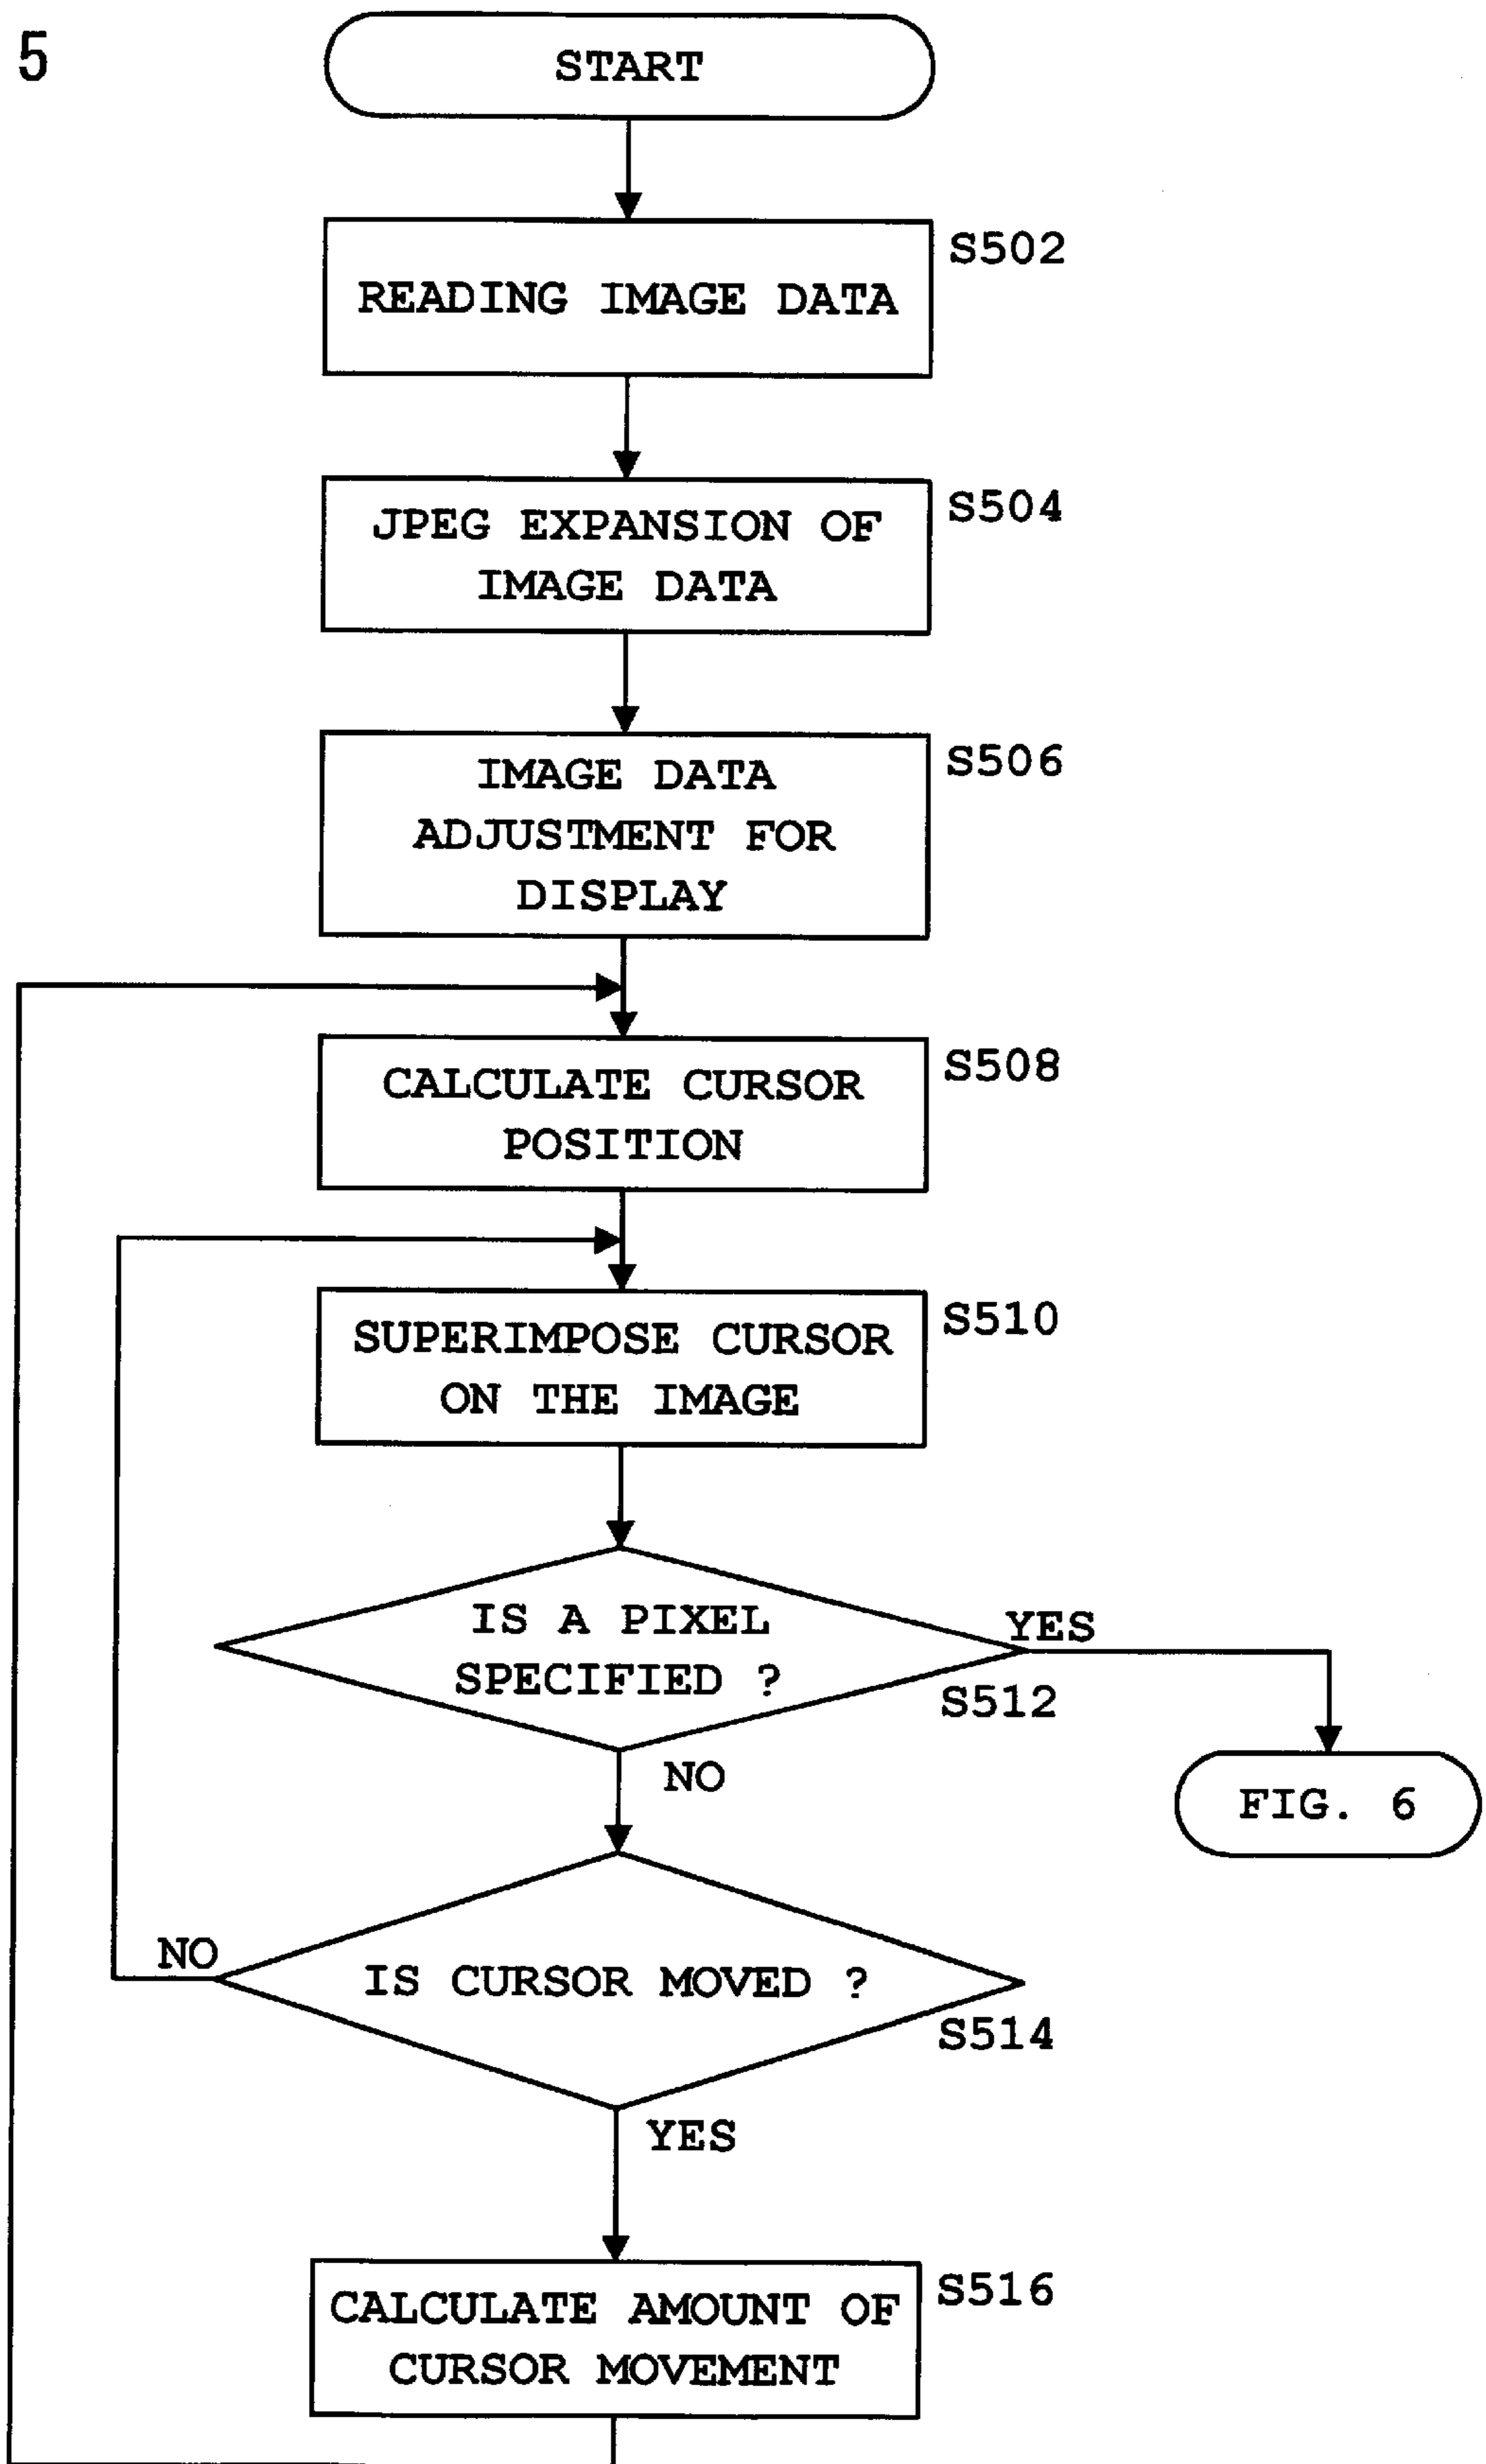 5
START
S502
READING IMAGE DATA
S504
JPEG EXPANSION OF
IMAGE DATA
S506
IMAGE DATA
ADJUSTMENT FOR
DISPLAY
S508
CALCULATE CURSOR
POSITION
S510
SUPERIMPOSE CURSOR
ON THE IMAGE
IS A PIXEL
SPECIFIED ?
YES
S512
NO
FIG. 6
NO
IS CURSOR MOVED ?
S514
YES
S516
CALCULATE AMOUNT OF
CURSOR MOVEMENT